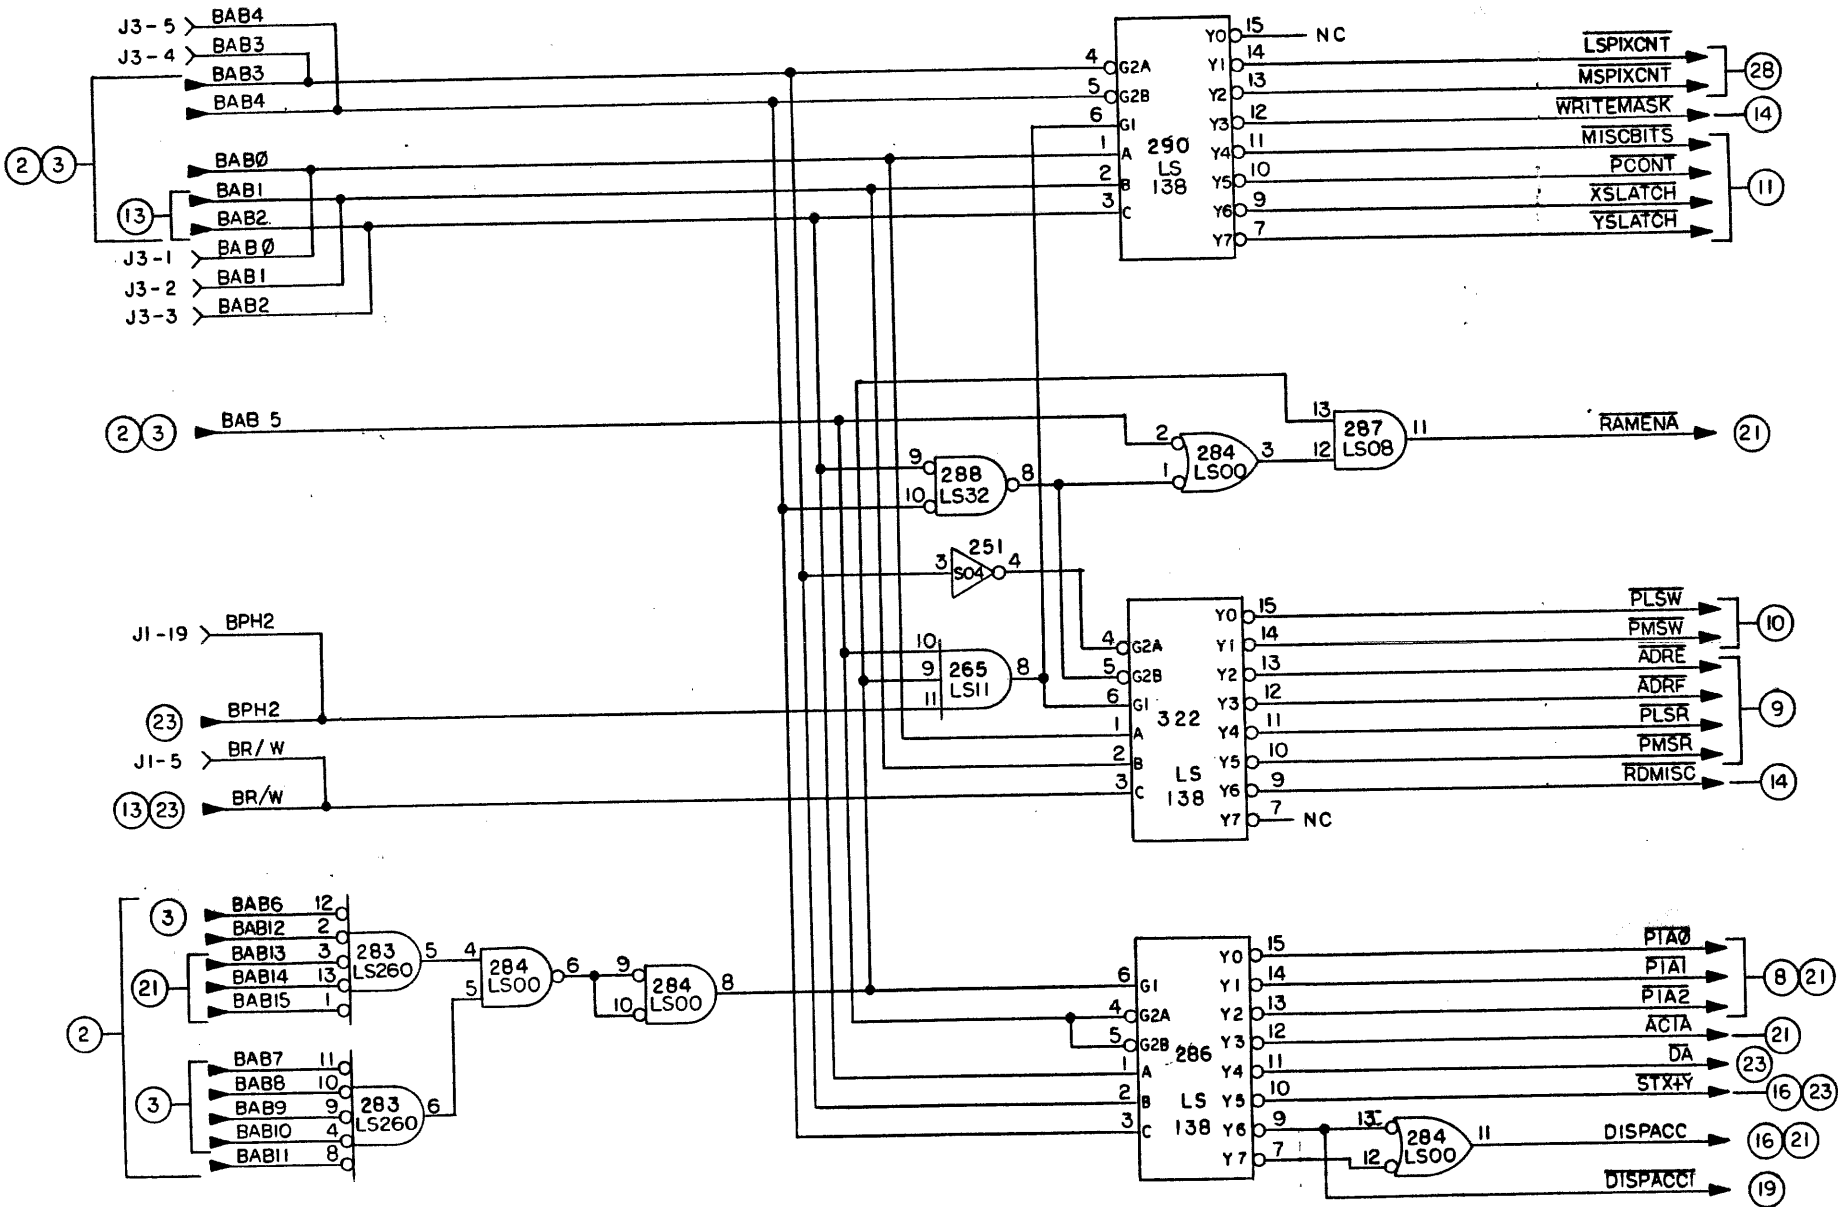 J3-5 BAB4
J3-4 BAB3
BAB3
BAB4
2 3
BABØ
13 BAB1
BAB2
J3-1 BABØ
J3-2 BAB1
J3-3 BAB2
4 G2A
5 G2B
6 G1
1 A
2 B
3 C
290
LS
138
Y0 15 NC
Y1 14 LSPIXCNT
Y2 13 MSPIXCNT
28
Y3 12 WRITEMASK 14
Y4 11 MISCBITS
Y5 10 PCONT
Y6 9 XSLATCH
Y7 7 YSLATCH
11
2 3 BAB 5
9
10
288
LS32
8
2
1
284
LS00
3
13
12
287
LS08
11
RAMENA 21
3 251 4
S04
J1-19 BPH2
23 BPH2
J1-5 BR/W
13 23 BR/W
10
9
11
265
LS11
8
4 G2A
5 G2B
6 G1
1 A
2 B
3 C
322
LS
138
Y0 15 PLSW
Y1 14 PMSW
10
Y2 13 ADRE
Y3 12 ADRF
Y4 11 PLSR
Y5 10 PMSR
9
Y6 9 RDMISC 14
Y7 7 NC
2
3 BAB6 12
BAB12 2
BAB13 3
BAB14 13
BAB15 1
21
283
LS260
5
BAB7 11
BAB8 10
BAB9 9
BAB10 4
BAB11 8
3
283
LS260
6
4
5
284
LS00
6
9
10
284
LS00
8
6 G1
4 G2A
5 G2B
1 A
2 B
3 C
286
LS
138
Y0 15 PIAØ
Y1 14 PIA1
Y2 13 PIA2
8 21
Y3 12 ACIA 21
Y4 11 DA 23
Y5 10 STX+Y 16 23
Y6 9
Y7 7
13
12
284
LS00
11
DISPACC 16 21
DISPACCI 19